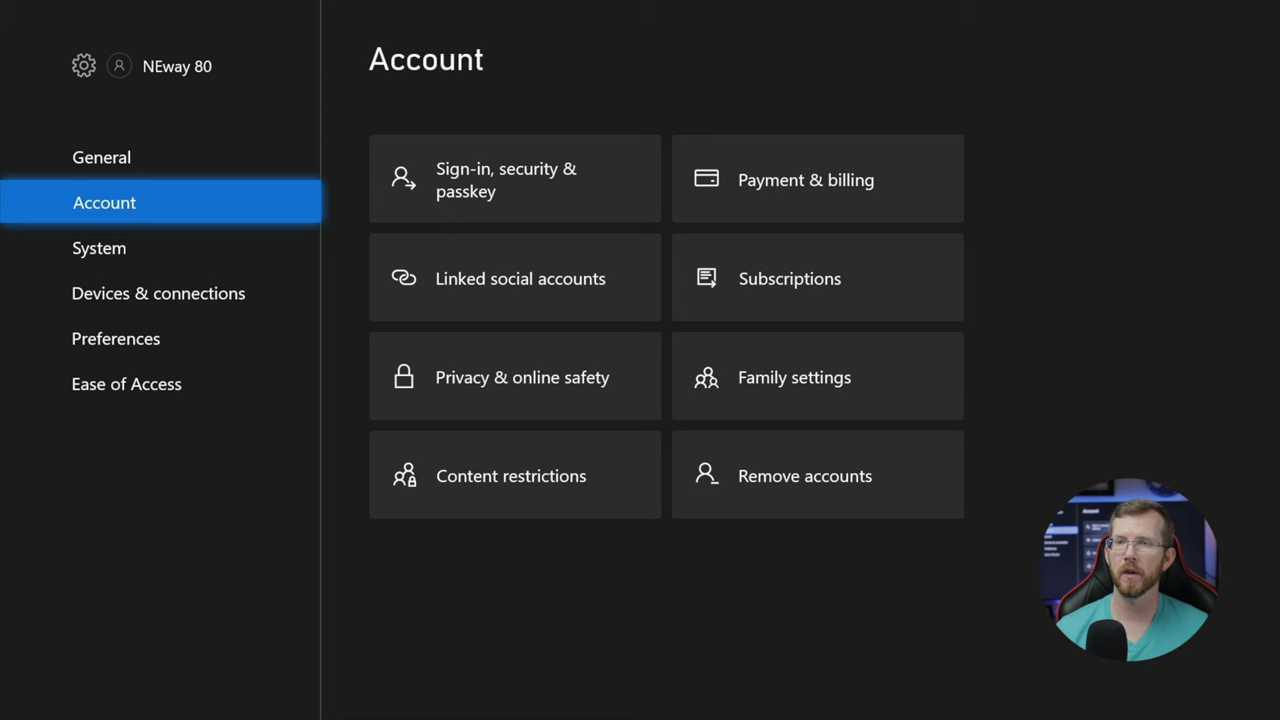 NEway 80
General
Account
System
Devices & connections
Preferences
Ease of Access
Account
Sign-in, security &
passkey
Payment & billing
Linked social accounts
Subscriptions
Privacy & online safety
Family settings
Content restrictions
Remove accounts